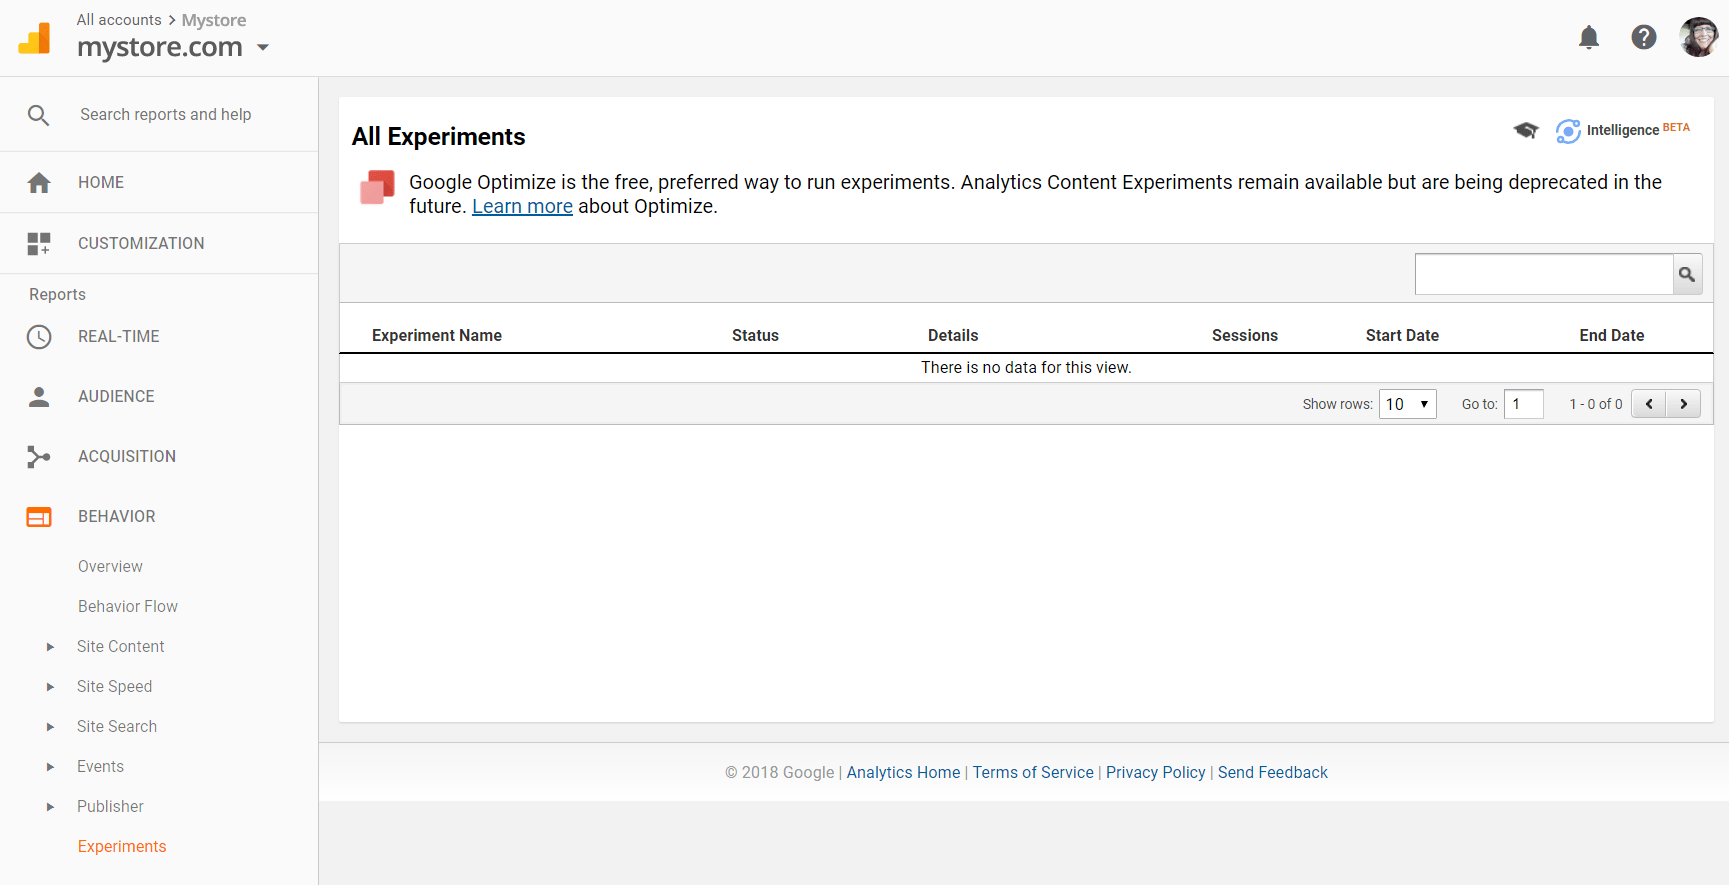 All accounts > Mystore
mystore.com
Search reports and help
HOME
CUSTOMIZATION
Reports
REAL-TIME
AUDIENCE
ACQUISITION
BEHAVIOR
Overview
Behavior Flow
Site Content
Site Speed
Site Search
Events
Publisher
Experiments
All Experiments
Intelligence BETA
Google Optimize is the free, preferred way to run experiments. Analytics Content Experiments remain available but are being deprecated in the
future. Learn more about Optimize.
Experiment Name Status Details Sessions Start Date End Date
There is no data for this view.
Show rows: 10 Go to: 1 1 - 0 of 0
© 2018 Google | Analytics Home | Terms of Service | Privacy Policy | Send Feedback